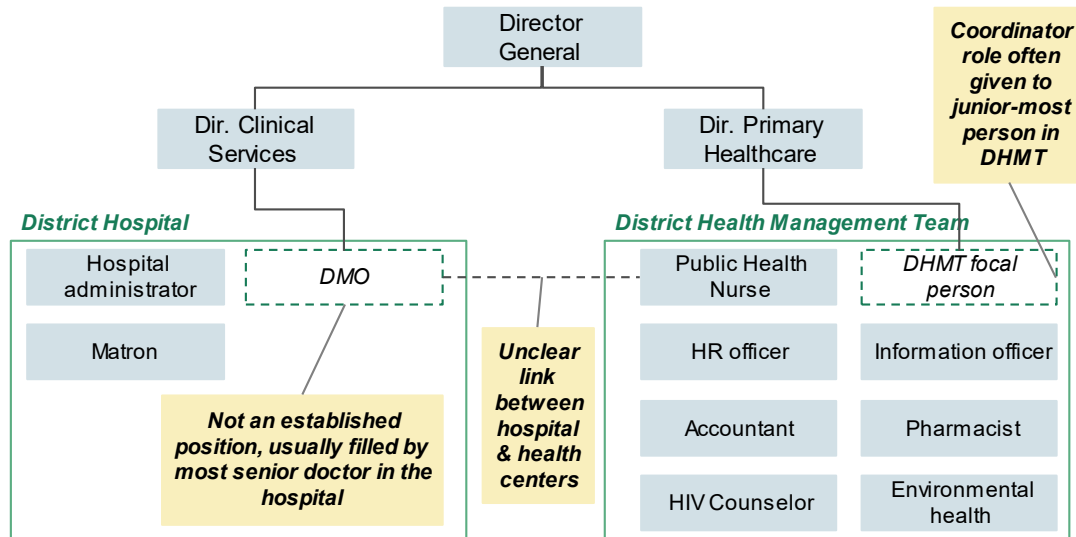 Director
General
Coordinator
role often
given to
junior-most
person in
DHMT
Dir. Clinical
Services
Dir. Primary
Healthcare
District Hospital
District Health Management Team
Hospital
administrator
DMO
Public Health
Nurse
DHMT focal
person
Matron
HR officer
Information officer
Not an established
position, usually filled by
most senior doctor in the
hospital
Unclear
link
between
hospital
& health
centers
Accountant
Pharmacist
HIV Counselor
Environmental
health